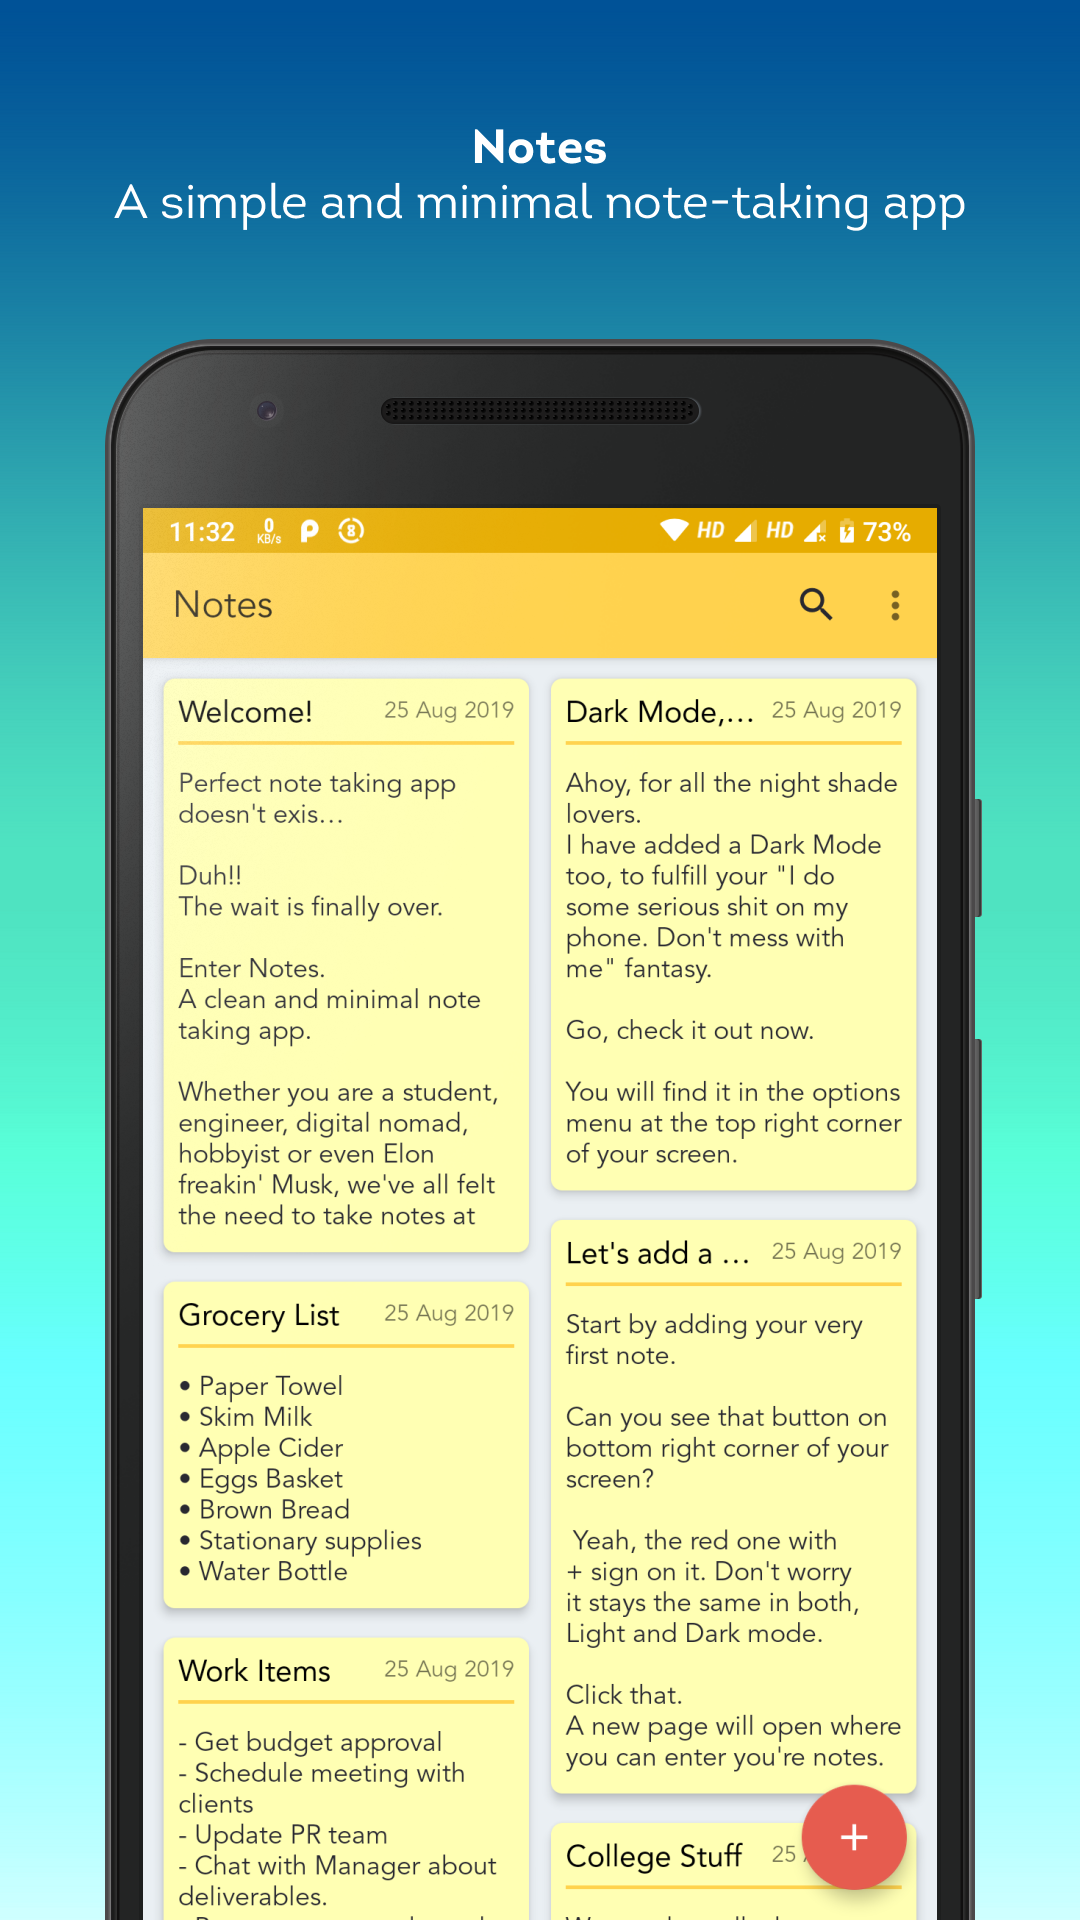 Notes
A simple and minimal note-taking app
11:32 0 KB/s 8 HD HD 73%
Notes
Welcome! 25 Aug 2019
Perfect note taking app
doesn't exis...
Duh!!
The wait is finally over.
Enter Notes.
A clean and minimal note
taking app.
Whether you are a student,
engineer, digital nomad,
hobbyist or even Elon
freakin' Musk, we've all felt
the need to take notes at
Grocery List 25 Aug 2019
• Paper Towel
• Skim Milk
• Apple Cider
• Eggs Basket
• Brown Bread
• Stationary supplies
• Water Bottle
Work Items 25 Aug 2019
- Get budget approval
- Schedule meeting with
clients
- Update PR team
- Chat with Manager about
deliverables.
Dark Mode,... 25 Aug 2019
Ahoy, for all the night shade
lovers.
I have added a Dark Mode
too, to fulfill your "I do
some serious shit on my
phone. Don't mess with
me" fantasy.
Go, check it out now.
You will find it in the options
menu at the top right corner
of your screen.
Let's add a ... 25 Aug 2019
Start by adding your very
first note.
Can you see that button on
bottom right corner of your
screen?
Yeah, the red one with
+ sign on it. Don't worry
it stays the same in both,
Light and Dark mode.
Click that.
A new page will open where
you can enter you're notes.
College Stuff 25
+